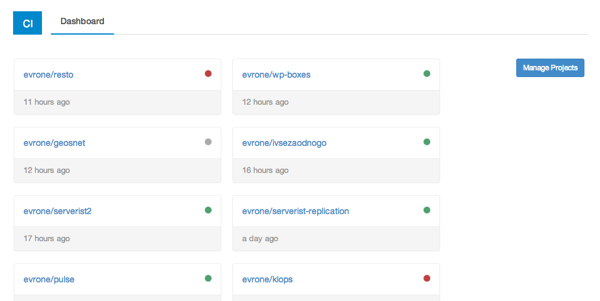 CI
Dashboard
Manage Projects
evrone/resto
11 hours ago
evrone/wp-boxes
12 hours ago
evrone/geosnet
12 hours ago
evrone/ivsezaodnogo
16 hours ago
evrone/serverist2
17 hours ago
evrone/serverist-replication
a day ago
evrone/pulse
evrone/klops